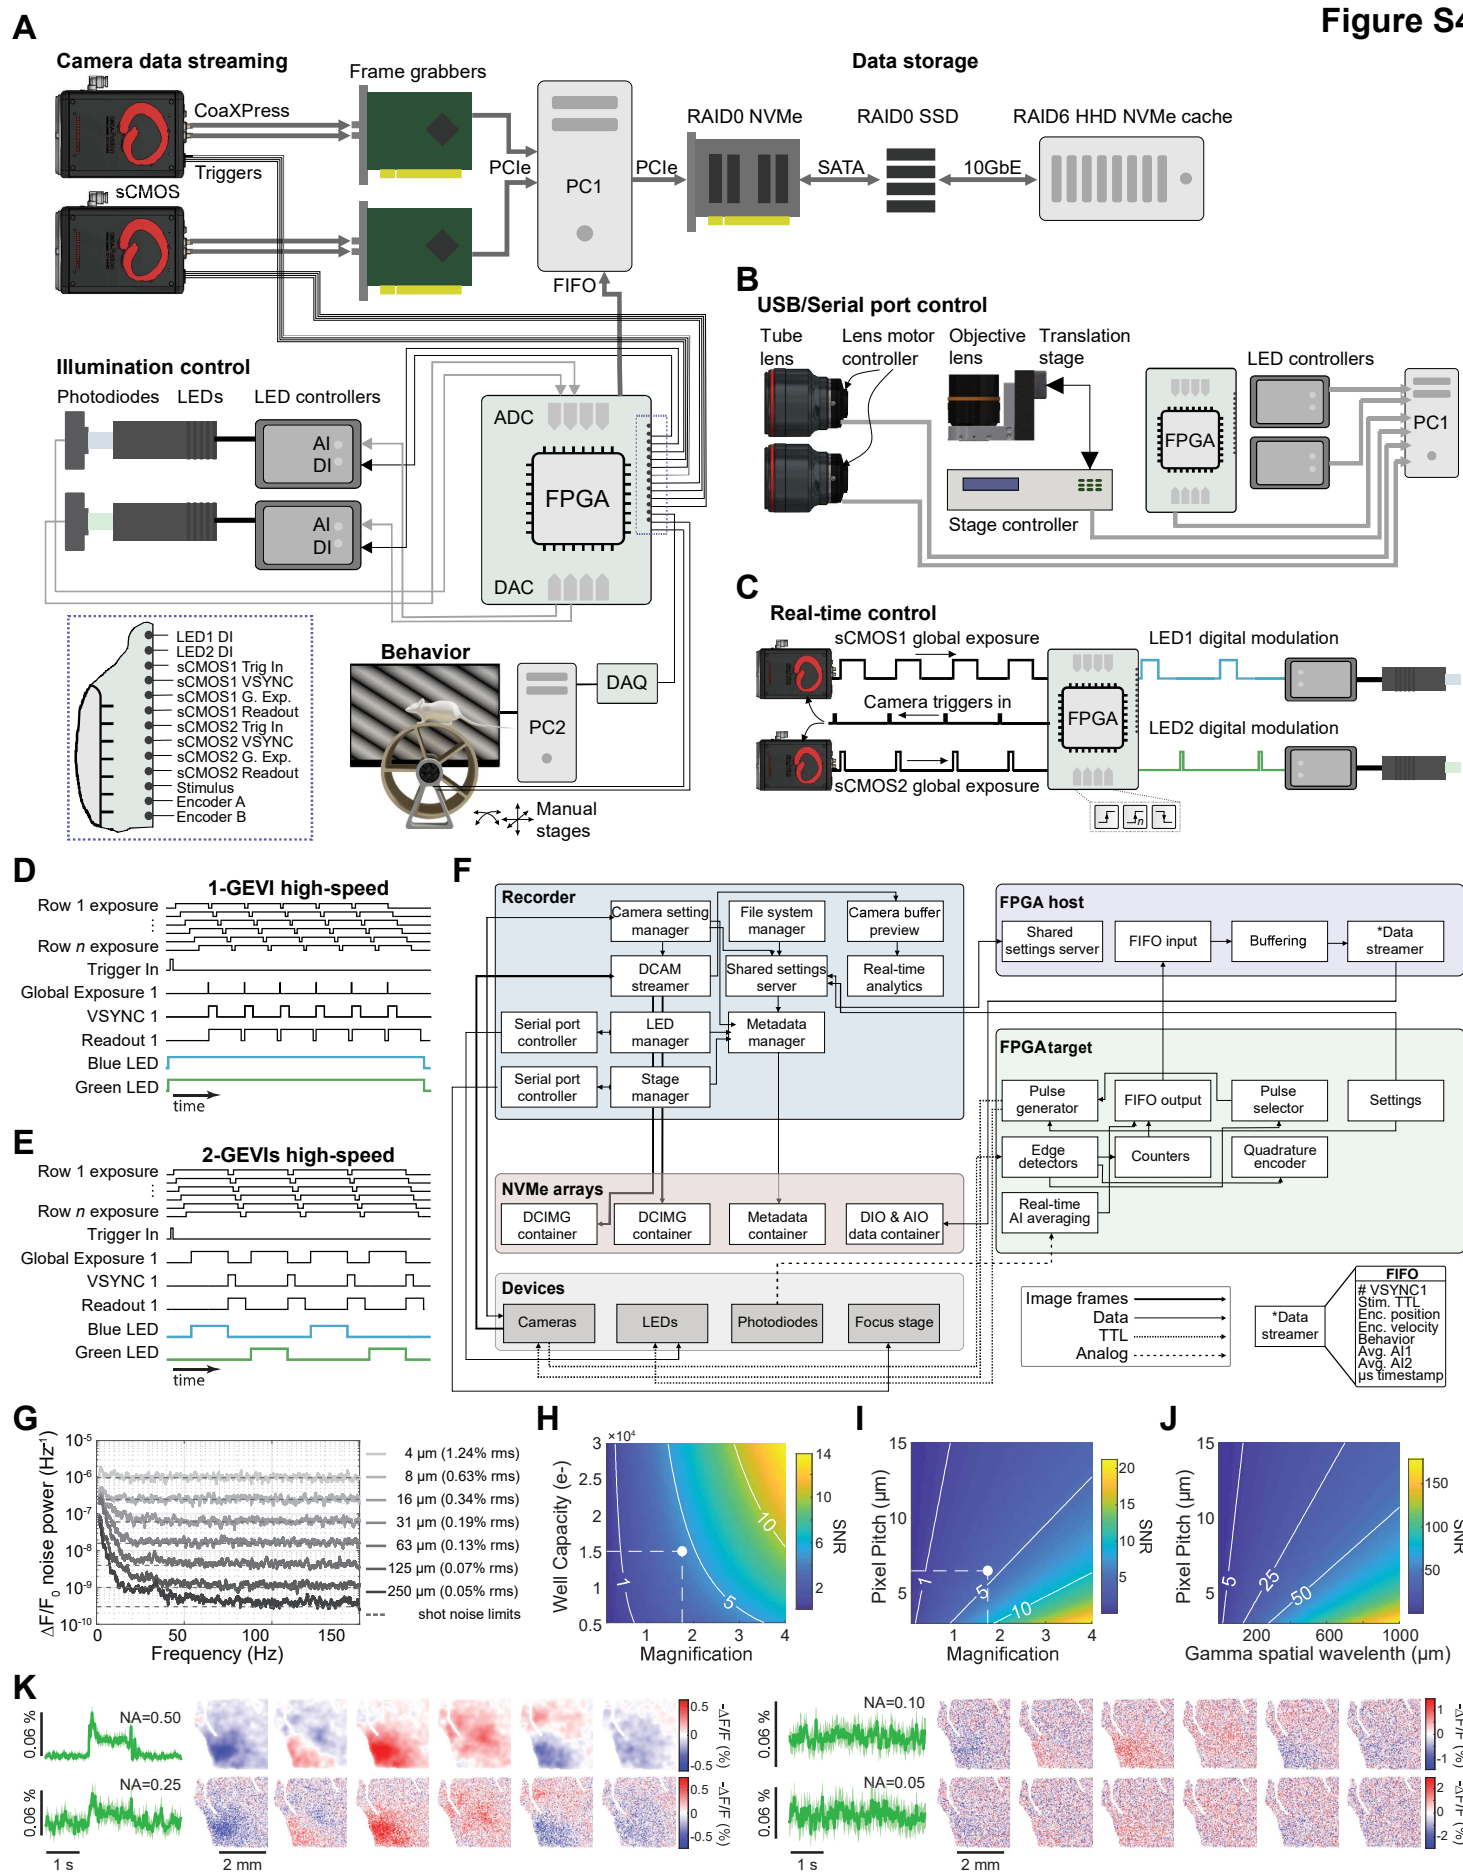 Figure S4
A
Camera data streaming
Data storage
Frame grabbers
CoaXPress
Triggers
sCMOS
PCIe
PC1
PCIe
RAID0 NVMe
SATA
RAID0 SSD
10GbE
RAID6 HHD NVMe cache
FIFO
Illumination control
Photodiodes
LEDs
LED controllers
AI
DI
AI
DI
ADC
FPGA
DAC
LED1 DI
LED2 DI
sCMOS1 Trig In
sCMOS1 VSYNC
sCMOS1 G. Exp.
sCMOS1 Readout
sCMOS2 Trig In
sCMOS2 VSYNC
sCMOS2 G. Exp.
sCMOS2 Readout
Stimulus
Encoder A
Encoder B
Behavior
PC2
DAQ
Manual
stages
B
USB/Serial port control
Tube
lens
Lens motor
controller
Objective
lens
Translation
stage
LED controllers
FPGA
PC1
Stage controller
C
Real-time control
sCMOS1 global exposure
LED1 digital modulation
Camera triggers in
FPGA
LED2 digital modulation
sCMOS2 global exposure
n
D
1-GEVI high-speed
Row 1 exposure
⋮
Row n exposure
Trigger In
Global Exposure 1
VSYNC 1
Readout 1
Blue LED
Green LED
time
E
2-GEVIs high-speed
Row 1 exposure
⋮
Row n exposure
Trigger In
Global Exposure 1
VSYNC 1
Readout 1
Blue LED
Green LED
time
F
Recorder
Camera setting
manager
File system
manager
Camera buffer
preview
DCAM
streamer
Shared settings
server
Real-time
analytics
Serial port
controller
LED
manager
Metadata
manager
Serial port
controller
Stage
manager
FPGA host
Shared
settings server
FIFO input
Buffering
*Data
streamer
FPGA target
Pulse
generator
FIFO output
Pulse
selector
Settings
Edge
detectors
Counters
Quadrature
encoder
Real-time
AI averaging
NVMe arrays
DCIMG
container
DCIMG
container
Metadata
container
DIO & AIO
data container
Devices
Cameras
LEDs
Photodiodes
Focus stage
Image frames
Data
TTL
Analog
*Data
streamer
FIFO
# VSYNC1
Stim. TTL
Enc. position
Enc. velocity
Behavior
Avg. AI1
Avg. AI2
µs timestamp
G
ΔF/F0 noise power (Hz-1)
10-5
10-6
10-7
10-8
10-9
10-10
0
50
100
150
Frequency (Hz)
4 µm (1.24% rms)
8 µm (0.63% rms)
16 µm (0.34% rms)
31 µm (0.19% rms)
63 µm (0.13% rms)
125 µm (0.07% rms)
250 µm (0.05% rms)
shot noise limits
H
×10⁴
Well Capacity (e-)
3
2
1.5
1
0.5
1
5
10
1
2
3
4
Magnification
14
10
6
2
SNR
I
Pixel Pitch (µm)
15
10
5
1
5
10
1
2
3
4
Magnification
20
15
10
5
SNR
J
Pixel Pitch (µm)
15
10
5
5
25
50
200
600
1000
Gamma spatial wavelenth (µm)
150
100
50
SNR
K
0.06 %
NA=0.50
0.5
0
-0.5
-ΔF/F (%)
0.06 %
NA=0.25
0.5
0
-0.5
-ΔF/F (%)
1 s
2 mm
0.06 %
NA=0.10
1
0
-1
-ΔF/F (%)
0.06 %
NA=0.05
2
0
-2
-ΔF/F (%)
1 s
2 mm